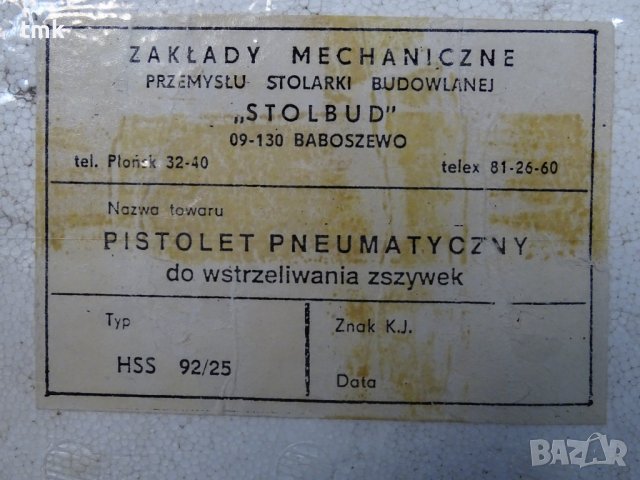 tmk
ZAKŁADY MECHANICZNE
PRZEMYSŁU STOLARKI BUDOWLANEJ
„STOLBUD"
09-130 BABOSZEWO
tel. Płońsk 32-40 telex 81-26-60
Nazwa towaru
PISTOLET PNEUMATYCZNY
do wstrzeliwania zszywek
Typ Znak K.J.
HSS 92/25
Data
BAZAR